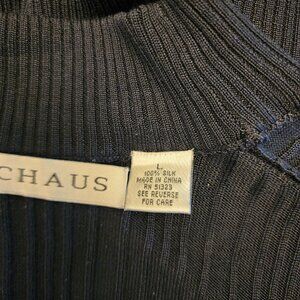 CHAUS
L
100% SILK
MADE IN CHINA
RN 51323
SEE REVERSE
FOR CARE